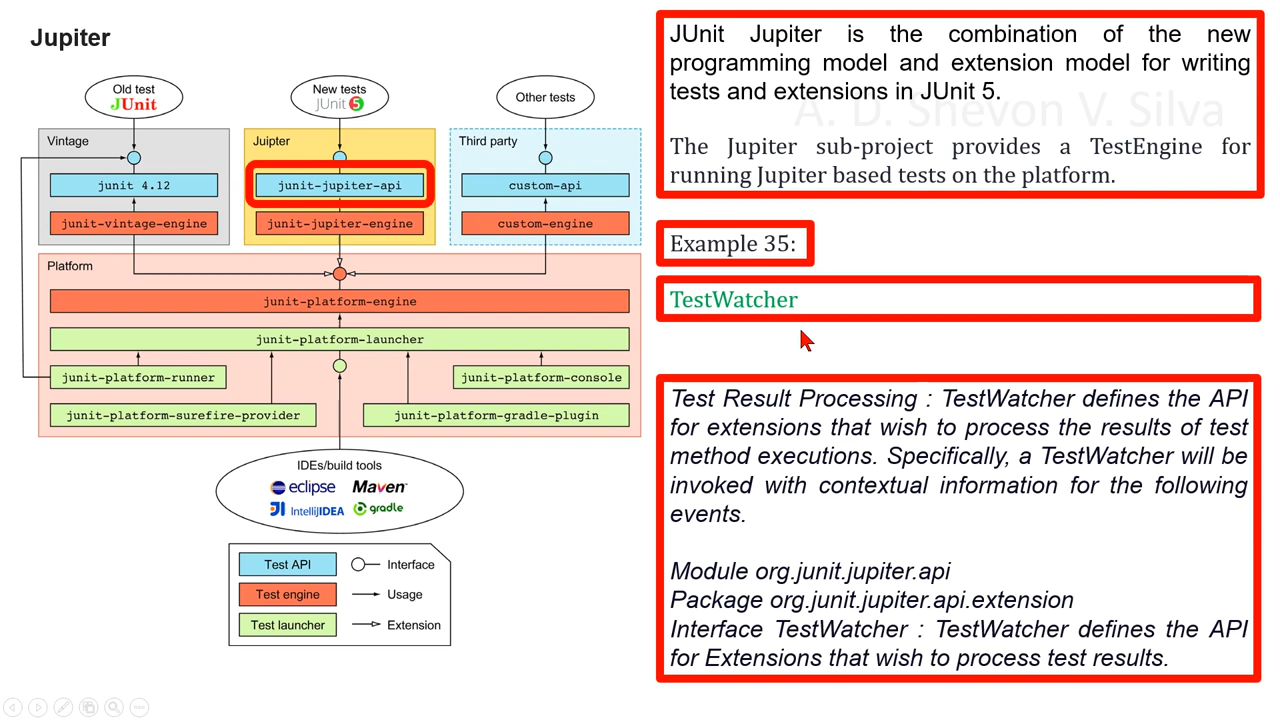 Jupiter
Old test
JUnit
New tests
JUnit 5
Other tests
Vintage
junit 4.12
junit-vintage-engine
Juipter
junit-jupiter-api
junit-jupiter-engine
Third party
custom-api
custom-engine
Platform
junit-platform-engine
junit-platform-launcher
junit-platform-runner
junit-platform-console
junit-platform-surefire-provider
junit-platform-gradle-plugin
IDEs/build tools
eclipse
Maven
IntelliJIDEA
gradle
Test API
Interface
Test engine
Usage
Test launcher
Extension
JUnit Jupiter is the combination of the new
programming model and extension model for writing
tests and extensions in JUnit 5.
A. D. Shevon V. Silva
The Jupiter sub-project provides a TestEngine for
running Jupiter based tests on the platform.
Example 35:
TestWatcher
Test Result Processing : TestWatcher defines the API
for extensions that wish to process the results of test
method executions. Specifically, a TestWatcher will be
invoked with contextual information for the following
events.
Module org.junit.jupiter.api
Package org.junit.jupiter.api.extension
Interface TestWatcher : TestWatcher defines the API
for Extensions that wish to process test results.